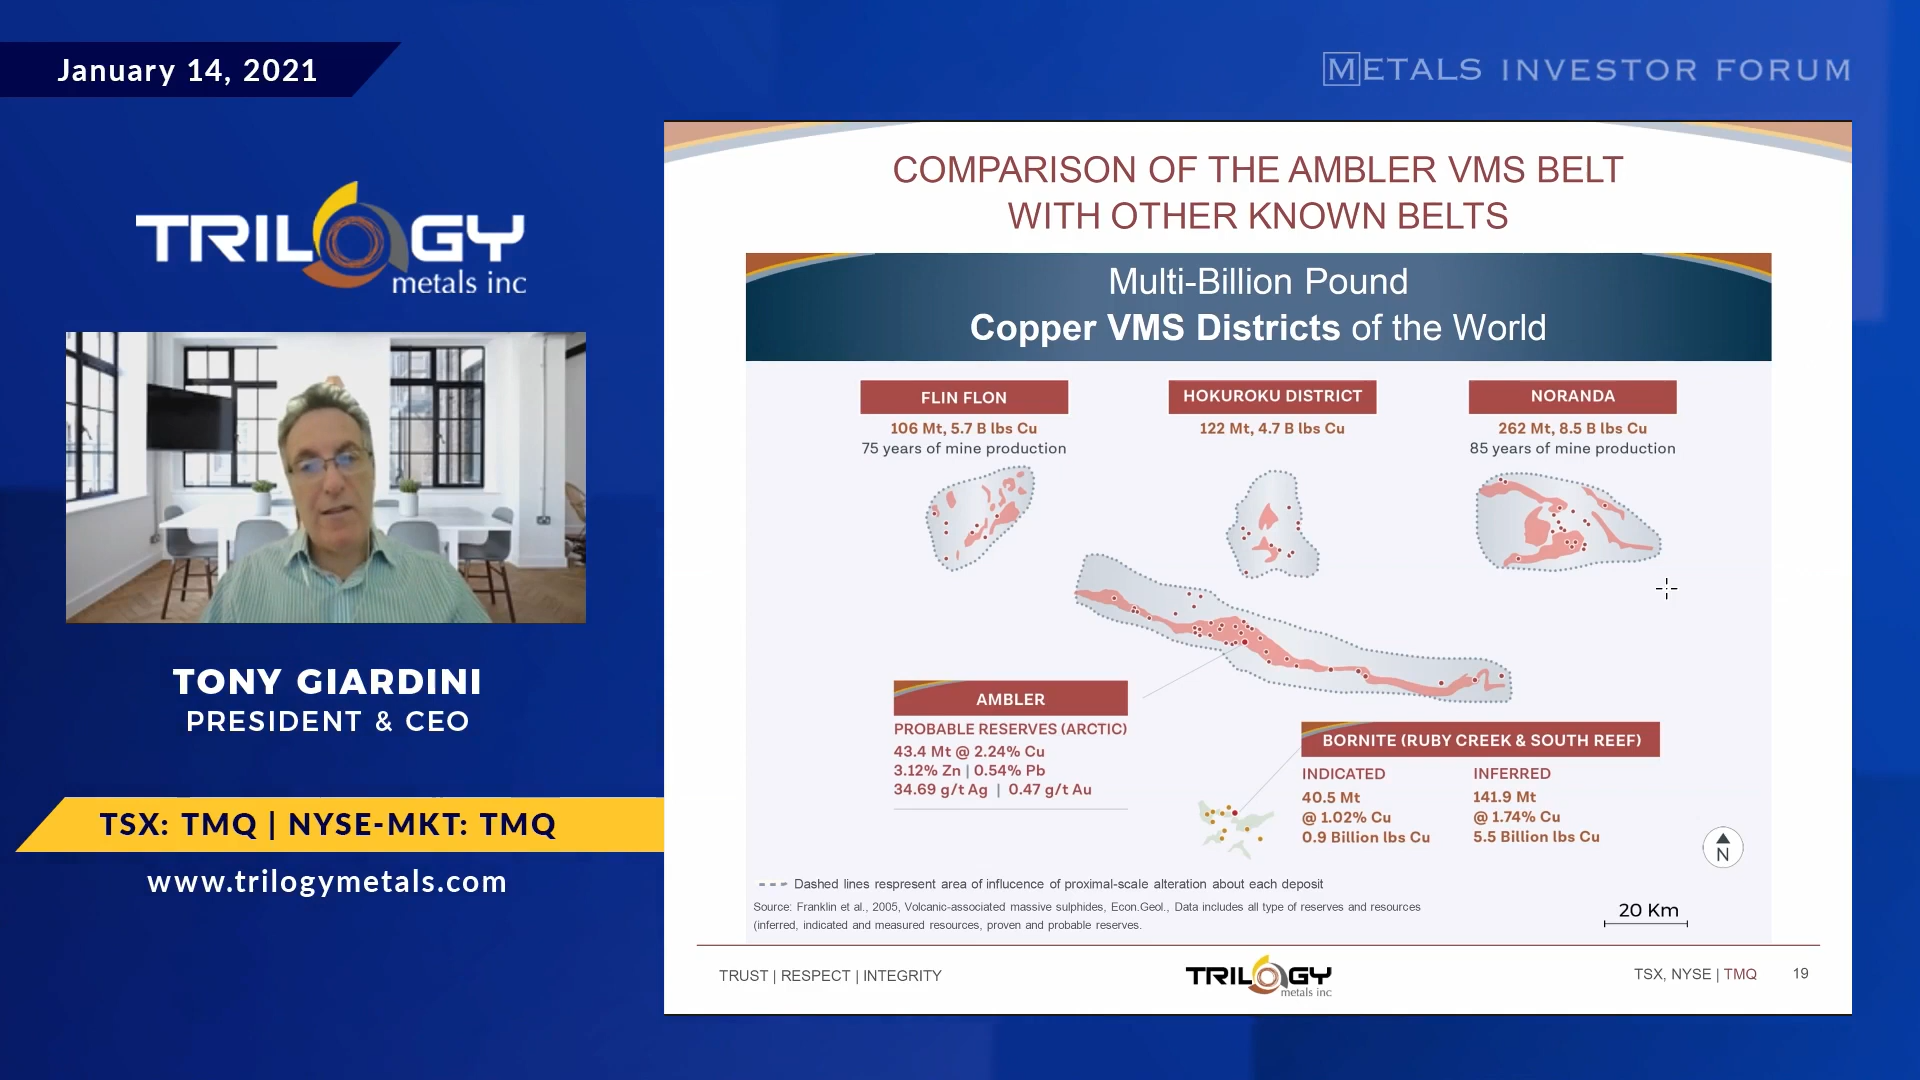 January 14, 2021
METALS INVESTOR FORUM
TRILOGY
metals inc
TONY GIARDINI
PRESIDENT & CEO
TSX: TMQ | NYSE-MKT: TMQ
www.trilogymetals.com
COMPARISON OF THE AMBLER VMS BELT
WITH OTHER KNOWN BELTS
Multi-Billion Pound
Copper VMS Districts of the World
FLIN FLON
106 Mt, 5.7 B lbs Cu
75 years of mine production
HOKUROKU DISTRICT
122 Mt, 4.7 B lbs Cu
NORANDA
262 Mt, 8.5 B lbs Cu
85 years of mine production
AMBLER
PROBABLE RESERVES (ARCTIC)
43.4 Mt @ 2.24% Cu
3.12% Zn | 0.54% Pb
34.69 g/t Ag | 0.47 g/t Au
BORNITE (RUBY CREEK & SOUTH REEF)
INDICATED
40.5 Mt
@ 1.02% Cu
0.9 Billion lbs Cu
INFERRED
141.9 Mt
@ 1.74% Cu
5.5 Billion lbs Cu
N
20 Km
Dashed lines respresent area of influcence of proximal-scale alteration about each deposit
Source: Franklin et al., 2005, Volcanic-associated massive sulphides, Econ.Geol., Data includes all type of reserves and resources
(inferred, indicated and measured resources, proven and probable reserves.
TRUST | RESPECT | INTEGRITY
TRILOGY
metals inc
TSX, NYSE | TMQ
19